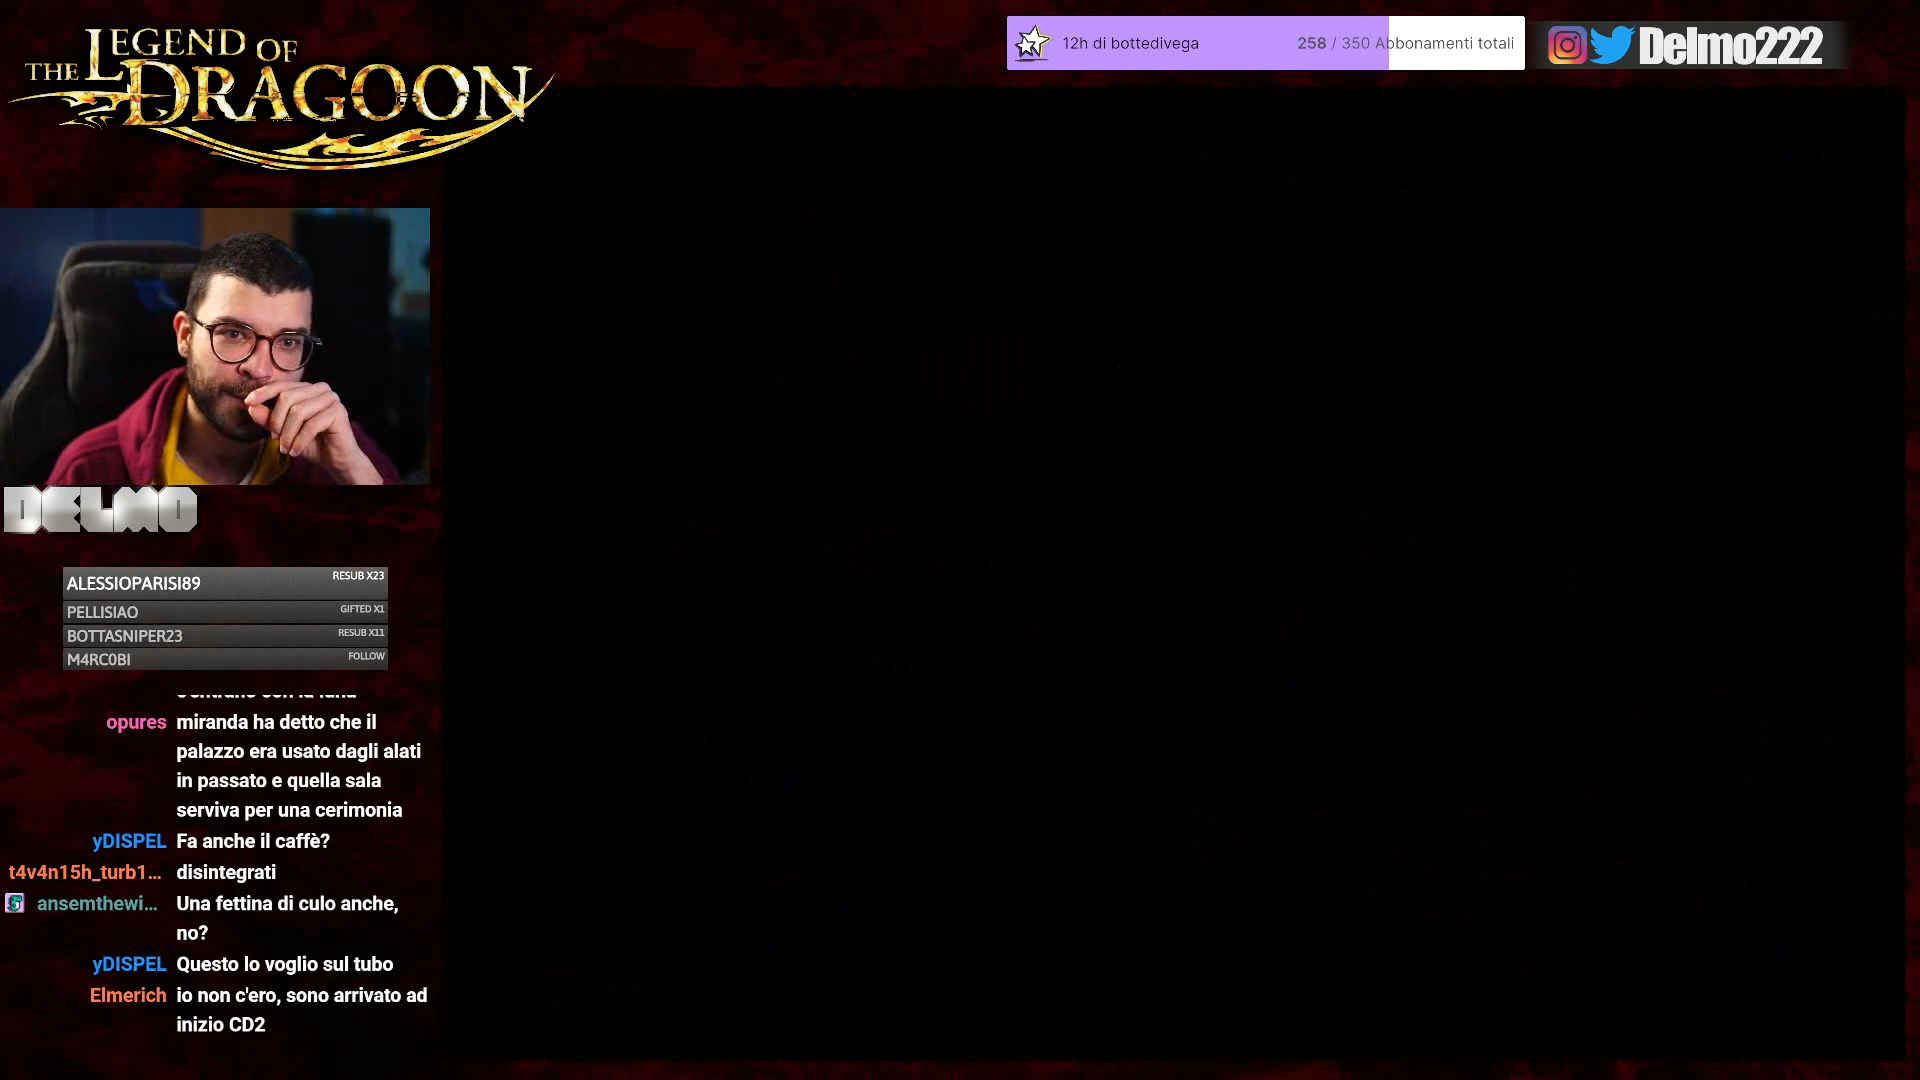 THE LEGEND OF
DRAGOON
12h di bottedivega 258 / 350 Abbonamenti totali
Delmo222
DELMO
ALESSIOPARISI89 RESUB X23
PELLISIAO GIFTED X1
BOTTASNIPER23 RESUB X11
M4RC0BI FOLLOW
opures miranda ha detto che il
palazzo era usato dagli alati
in passato e quella sala
serviva per una cerimonia
yDISPEL Fa anche il caffè?
t4v4n15h_turb1... disintegrati
ansemthewi... Una fettina di culo anche,
no?
yDISPEL Questo lo voglio sul tubo
Elmerich io non c'ero, sono arrivato ad
inizio CD2